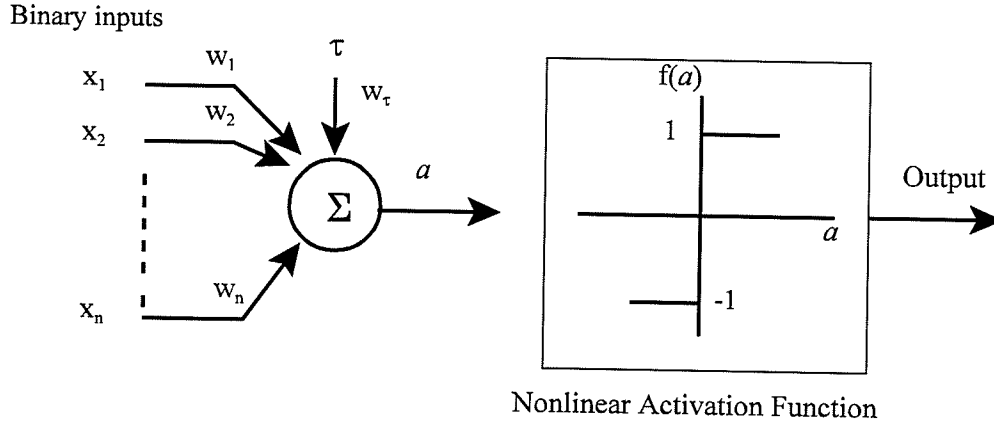 Binary inputs
x1
w1
τ
wτ
x2
w2
a
Σ
xn
wn
f(a)
1
a
-1
Output
Nonlinear Activation Function